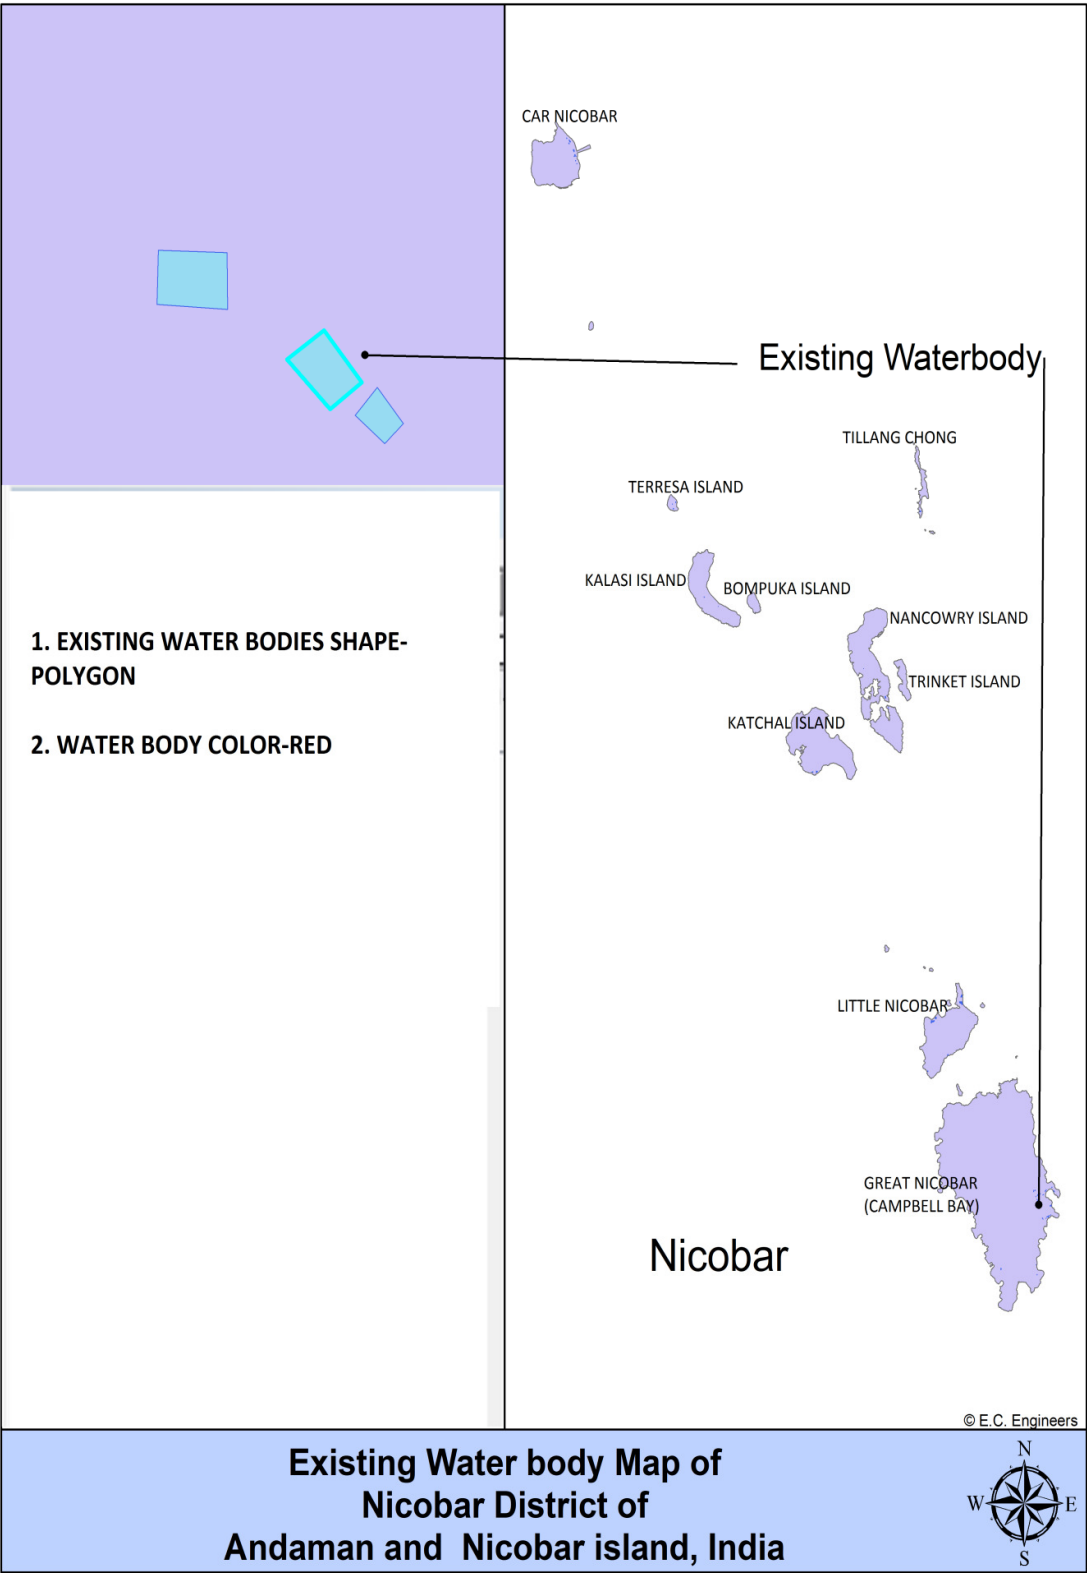 CAR NICOBAR
Existing Waterbody
TILLANG CHONG
TERRESA ISLAND
KALASI ISLAND
BOMPUKA ISLAND
NANCOWRY ISLAND
TRINKET ISLAND
KATCHAL ISLAND
1. EXISTING WATER BODIES SHAPE-
POLYGON
2. WATER BODY COLOR-RED
LITTLE NICOBAR
GREAT NICOBAR
(CAMPBELL BAY)
Nicobar
© E.C. Engineers
Existing Water body Map of
Nicobar District of
Andaman and Nicobar island, India
N
W
E
S